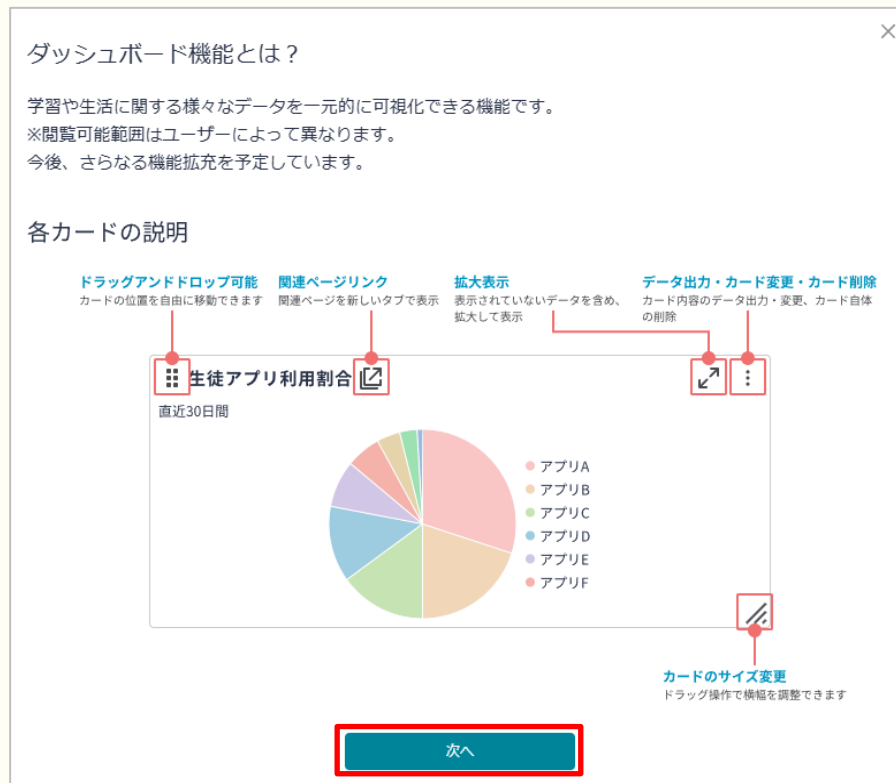 ダッシュボード機能とは？
学習や生活に関する様々なデータを一元的に可視化できる機能です。
※閲覧可能範囲はユーザーによって異なります。
今後、さらなる機能拡充を予定しています。
各カードの説明
ドラッグアンドドロップ可能
カードの位置を自由に移動できます
関連ページリンク
関連ページを新しいタブで表示
拡大表示
表示されていないデータを含め、
拡大して表示
データ出力・カード変更・カード削除
カード内容のデータ出力・変更、カード自体
の削除
生徒アプリ利用割合
直近30日間
アプリA
アプリB
アプリC
アプリD
アプリE
アプリF
カードのサイズ変更
ドラッグ操作で横幅を調整できます
次へ